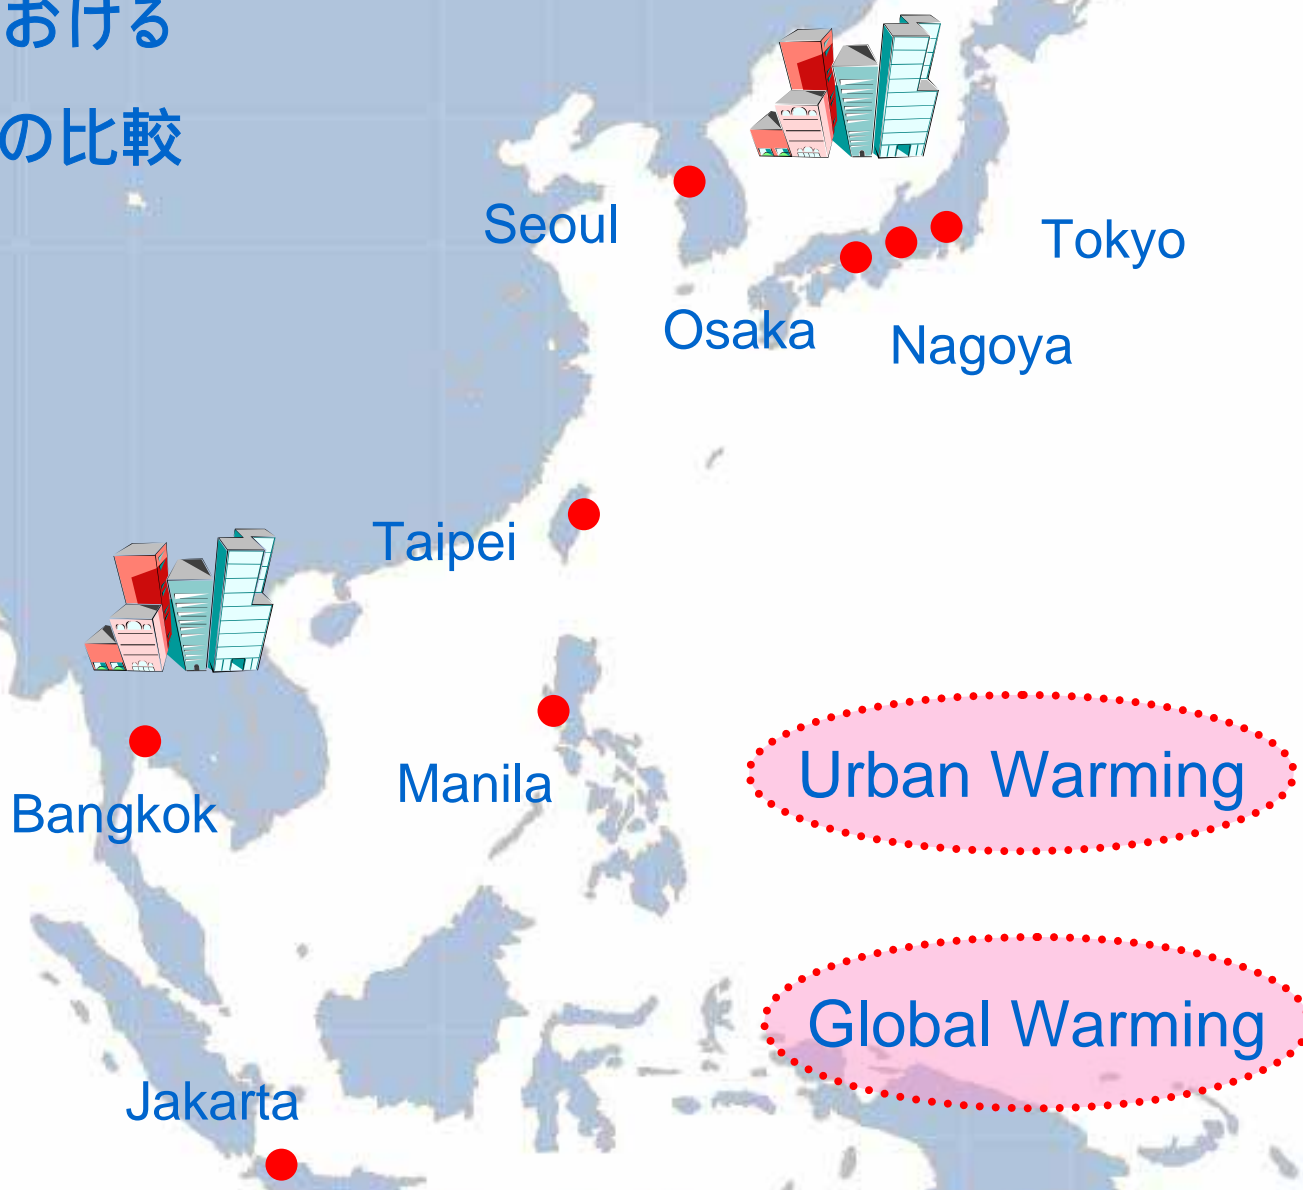 おける
の比較
Seoul
Tokyo
Osaka
Nagoya
Taipei
Manila
Bangkok
Urban Warming
Global Warming
Jakarta